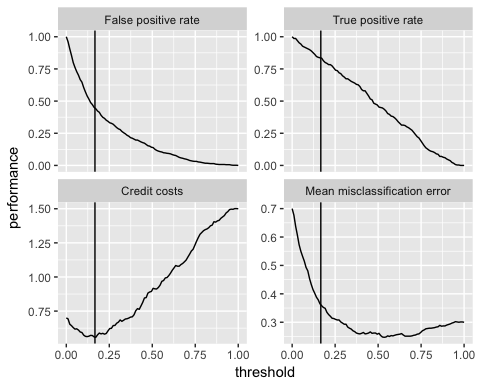 False positive rate
True positive rate
1.00
0.75
0.50
0.25
0.00
1.00
0.75
0.50
0.25
0.00
performance
Credit costs
Mean misclassification error
1.50
1.25
1.00
0.75
0.7
0.6
0.5
0.4
0.3
0.00 0.25 0.50 0.75 1.00
0.00 0.25 0.50 0.75 1.00
threshold